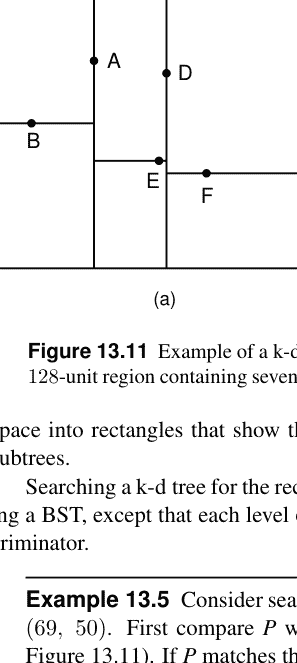 A
D
B
E
F
(a)
Figure 13.11 Example of a k-d
128-unit region containing seven
pace into rectangles that show th
ubtrees.
Searching a k-d tree for the rec
ng a BST, except that each level
riminator.
Example 13.5 Consider sea
(69, 50). First compare P w
Figure 13.11). If P matches th